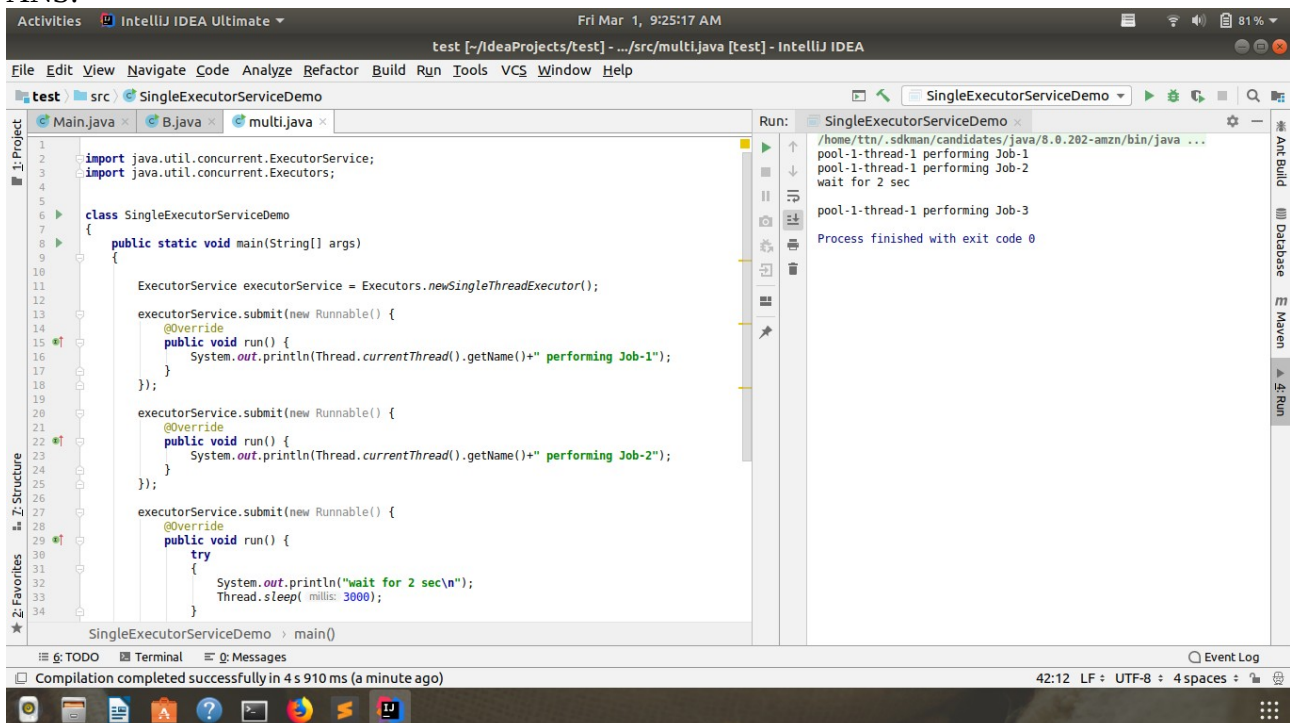 Activities IntelliJ IDEA Ultimate Fri Mar 1, 9:25:17 AM 81 %
test [~/IdeaProjects/test] - .../src/multi.java [test] - IntelliJ IDEA
File Edit View Navigate Code Analyze Refactor Build Run Tools VCS Window Help
test src SingleExecutorServiceDemo SingleExecutorServiceDemo
1: Project
Main.java B.java multi.java
1
2 import java.util.concurrent.ExecutorService;
3 import java.util.concurrent.Executors;
4
5
6 class SingleExecutorServiceDemo
7 {
8 public static void main(String[] args)
9 {
10
11 ExecutorService executorService = Executors.newSingleThreadExecutor();
12
13 executorService.submit(new Runnable() {
14 @Override
15 public void run() {
16 System.out.println(Thread.currentThread().getName()+" performing Job-1");
17 }
18 });
19
20 executorService.submit(new Runnable() {
21 @Override
22 public void run() {
23 System.out.println(Thread.currentThread().getName()+" performing Job-2");
24 }
25 });
26
27 executorService.submit(new Runnable() {
28 @Override
29 public void run() {
30 try
31 {
32 System.out.println("wait for 2 sec\n");
33 Thread.sleep( millis: 3000);
34 }
SingleExecutorServiceDemo › main()
7: Structure
2: Favorites
Run: SingleExecutorServiceDemo
/home/ttn/.sdkman/candidates/java/8.0.202-amzn/bin/java ...
pool-1-thread-1 performing Job-1
pool-1-thread-1 performing Job-2
wait for 2 sec
pool-1-thread-1 performing Job-3
Process finished with exit code 0
Ant Build
Database
m Maven
4: Run
6: TODO Terminal 0: Messages Event Log
Compilation completed successfully in 4 s 910 ms (a minute ago) 42:12 LF UTF-8 4 spaces